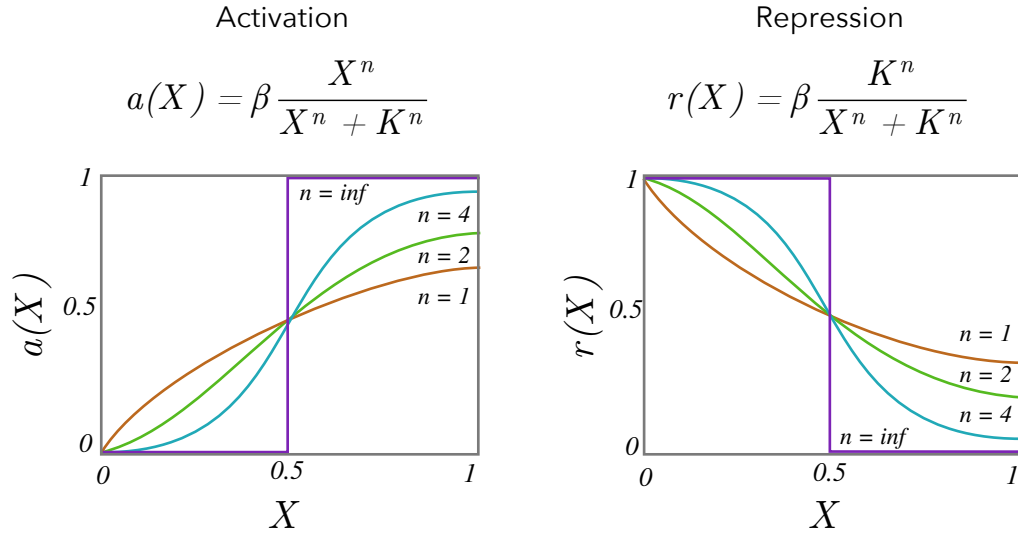 Activation
a(X) = β X^n / (X^n + K^n)
1
0.5
0
a(X)
n = inf
n = 4
n = 2
n = 1
0
0.5
1
X
Repression
r(X) = β K^n / (X^n + K^n)
1
0.5
0
r(X)
n = 1
n = 2
n = 4
n = inf
0
0.5
1
X